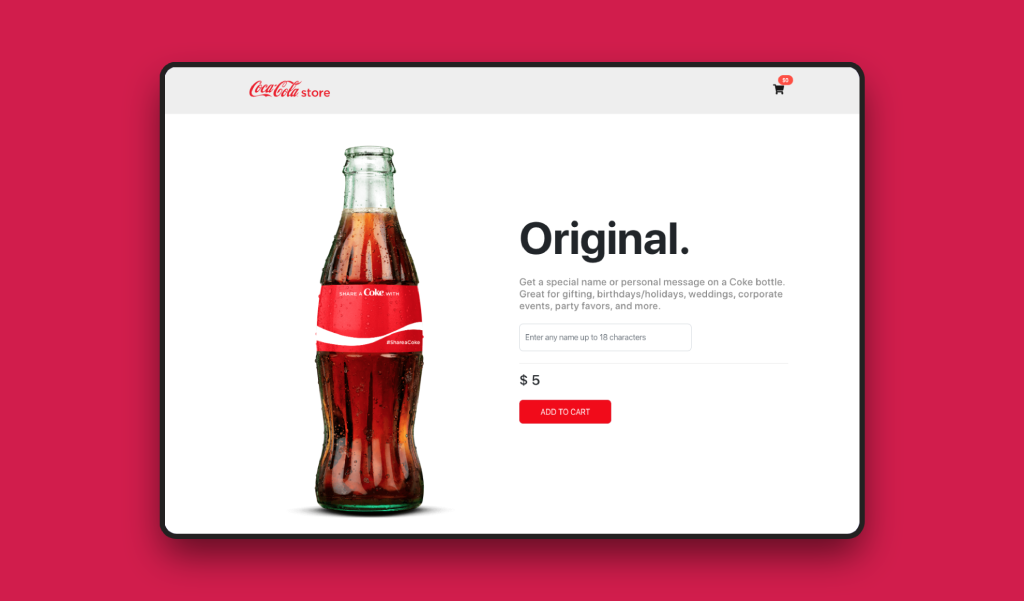 Coca-Cola store
$0
Original.
Get a special name or personal message on a Coke bottle.
Great for gifting, birthdays/holidays, weddings, corporate
events, party favors, and more.
SHARE A Coke WITH
#ShareaCoke
Enter any name up to 18 characters
$ 5
ADD TO CART